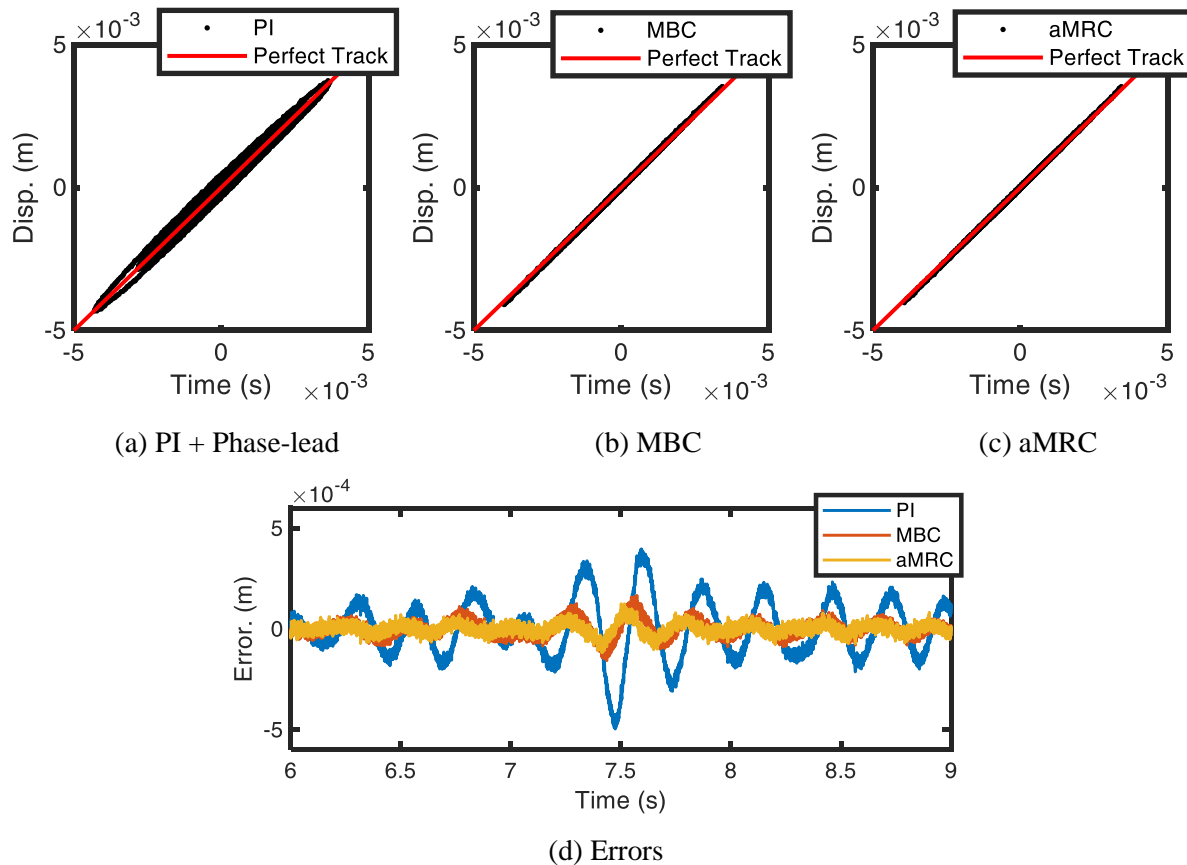 ×10⁻³ PI ×10⁻³ MBC ×10⁻³ aMRC
5 Perfect Track 5 Perfect Track 5 Perfect Track
Disp. (m) 0 Disp. (m) 0 Disp. (m) 0
-5 -5 -5
-5 0 5 -5 0 5 -5 0 5
Time (s) ×10⁻³ Time (s) ×10⁻³ Time (s) ×10⁻³
(a) PI + Phase-lead (b) MBC (c) aMRC
×10⁻⁴
PI
5 MBC
aMRC
Error. (m) 0
-5
6 6.5 7 7.5 8 8.5 9
Time (s)
(d) Errors